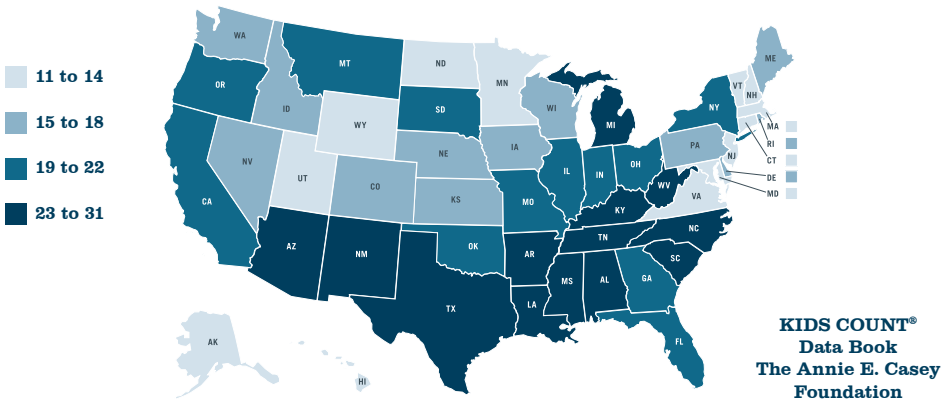 11 to 14
15 to 18
19 to 22
23 to 31
WA
OR
CA
NV
ID
MT
WY
UT
AZ
CO
NM
ND
SD
NE
KS
OK
TX
MN
IA
MO
AR
LA
WI
IL
IN
MI
OH
KY
TN
MS
AL
GA
FL
SC
NC
VA
WV
PA
NY
VT
NH
ME
NJ
MA
RI
CT
DE
MD
AK
HI
KIDS COUNT®
Data Book
The Annie E. Casey
Foundation